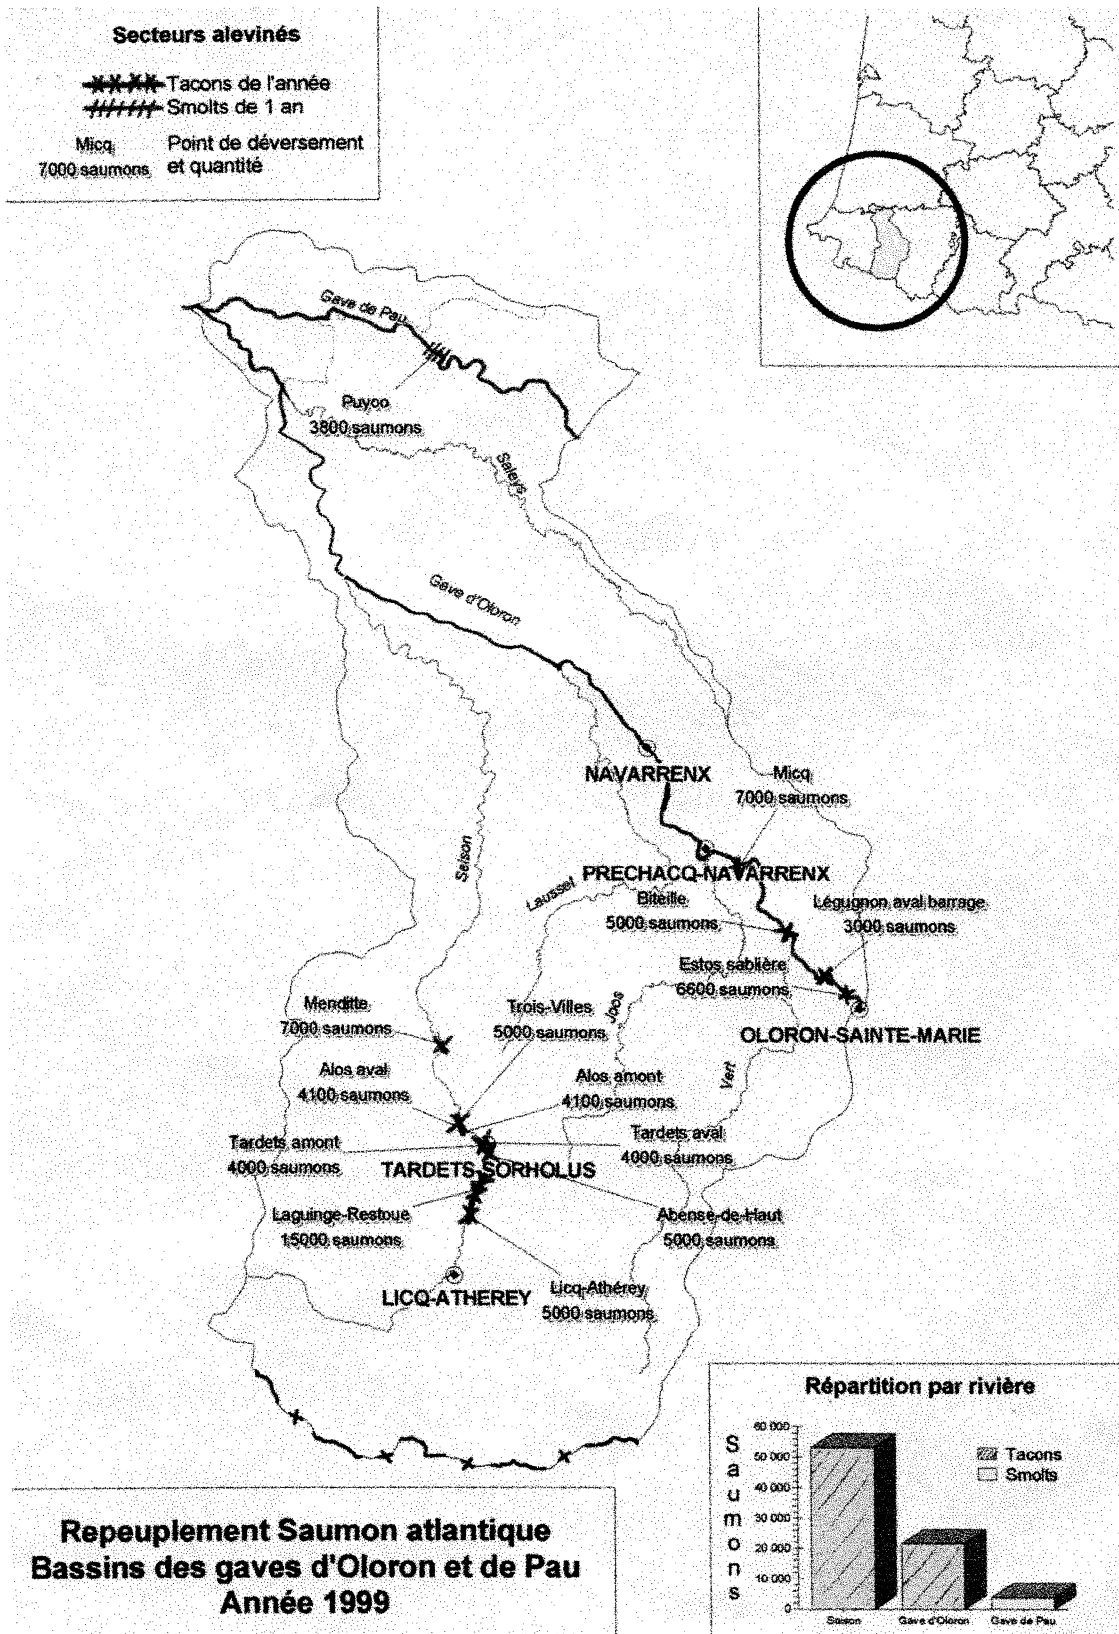 Secteurs alevinés
Tacons de l'année
Smolts de 1 an
Micq
7000 saumons
Point de déversement
et quantité
Gave de Pau
Puyoo
3800 saumons
Saleys
Gave d'Oloron
NAVARRENX
Micq
7000 saumons
Saison
PRECHACQ-NAVARRENX
Laussel
Biteille
5000 saumons
Légugnon aval barrage
3000 saumons
Estos sablière
6600 saumons
Menditte
7000 saumons
Trois-Villes
5000 saumons
Joos
OLORON-SAINTE-MARIE
Alos aval
4100 saumons
Alos amont
4100 saumons
Vert
Tardets amont
4000 saumons
Tardets aval
4000 saumons
TARDETS-SORHOLUS
Laguinge-Restoue
15000 saumons
Abense-de-Haut
5000 saumons
LICQ-ATHEREY
Licq-Athérey
5000 saumons
Répartition par rivière
Saumons
60 000
50 000
40 000
30 000
20 000
10 000
0
Tacons
Smolts
Saison
Gave d'Oloron
Gave de Pau
Repeuplement Saumon atlantique
Bassins des gaves d'Oloron et de Pau
Année 1999